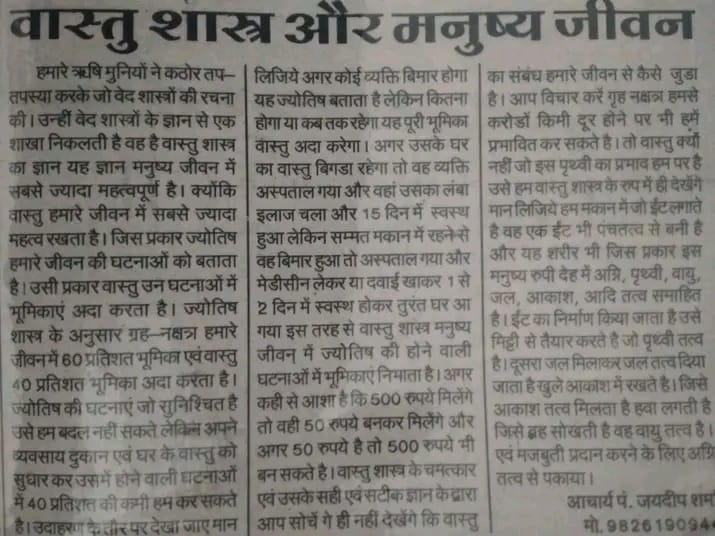 वास्तु शास्त्र और मनुष्य जीवन
हमारे ऋषि मुनियों ने कठोर तप–
तपस्या करके जो वेद शास्त्रों की रचना
की। उन्हीं वेद शास्त्रों के ज्ञान से एक
शाखा निकलती है वह है वास्तु शास्त्र
का ज्ञान यह ज्ञान मनुष्य जीवन में
सबसे ज्यादा महत्वपूर्ण है। क्योंकि
वास्तु हमारे जीवन में सबसे ज्यादा
महत्व रखता है। जिस प्रकार ज्योतिष
हमारे जीवन की घटनाओं को बताता
है। उसी प्रकार वास्तु उन घटनाओं में
भूमिकाएं अदा करता है। ज्योतिष
शास्त्र के अनुसार ग्रह–नक्षत्र हमारे
जीवन में 60 प्रतिशत भूमिका एवं वास्तु
40 प्रतिशत भूमिका अदा करता है।
ज्योतिष की घटनाएं जो सुनिश्चित है
उसे हम बदल नहीं सकते लेकिन अपने
व्यवसाय दुकान एवं घर के वास्तु को
सुधार कर उसमें होने वाली घटनाओं
में 40 प्रतिशत की कमी हम कर सकते
है। उदाहरण के तौर पर देखा जाए मान
लिजिये अगर कोई व्यक्ति बिमार होगा
यह ज्योतिष बताता है लेकिन कितना
होगा या कब तक रहेगा यह पूरी भूमिका
वास्तु अदा करेगा। अगर उसके घर
का वास्तु बिगडा रहेगा तो वह व्यक्ति
अस्पताल गया और वहां उसका लंबा
इलाज चला और 15 दिन में स्वस्थ
हुआ लेकिन सम्मत मकान में रहने से
वह बिमार हुआ तो अस्पताल गया और
मेडीसीन लेकर या दवाई खाकर 1 से
2 दिन में स्वस्थ होकर तुरंत घर आ
गया इस तरह से वास्तु शास्त्र मनुष्य
जीवन में ज्योतिष की होने वाली
घटनाओं में भूमिकाएं निभाता है। अगर
कही से आशा है कि 500 रुपये मिलेंगे
तो वही 50 रुपये बनकर मिलेंगे और
अगर 50 रुपये है तो 500 रुपये भी
बन सकते है। वास्तु शास्त्र के चमत्कार
एवं उसके सही एवं सटीक ज्ञान के द्वारा
आप सोचें गे ही नहीं देखेंगे कि वास्तु
का संबंध हमारे जीवन से कैसे जुडा
है। आप विचार करें गृह नक्षत्र हमसे
करोडों किमी दूर होने पर भी हमें
प्रभावित कर सकते है। तो वास्तु क्यों
नहीं जो इस पृथ्वी का प्रभाव हम पर है
उसे हम वास्तु शास्त्र के रुप में ही देखेंगे
मान लिजिये हम मकान में जो ईंट लगाते
है वह एक ईंट भी पंचतत्व से बनी है
और यह शरीर भी जिस प्रकार इस
मनुष्य रुपी देह में अग्नि, पृथ्वी, वायु,
जल, आकाश, आदि तत्व समाहित
है। ईंट का निर्माण किया जाता है उसे
मिट्टी से तैयार करते है जो पृथ्वी तत्व
है। दूसरा जल मिलाकर जल तत्व दिया
जाता है खुले आकाश में रखते है। जिसे
आकाश तत्व मिलता है हवा लगती है
जिसे वह सोखती है वह वायु तत्व है।
एवं मजबुती प्रदान करने के लिए अग्नि
तत्व से पकाया।
आचार्य पं. जयदीप शर्मा
मो. 982619094